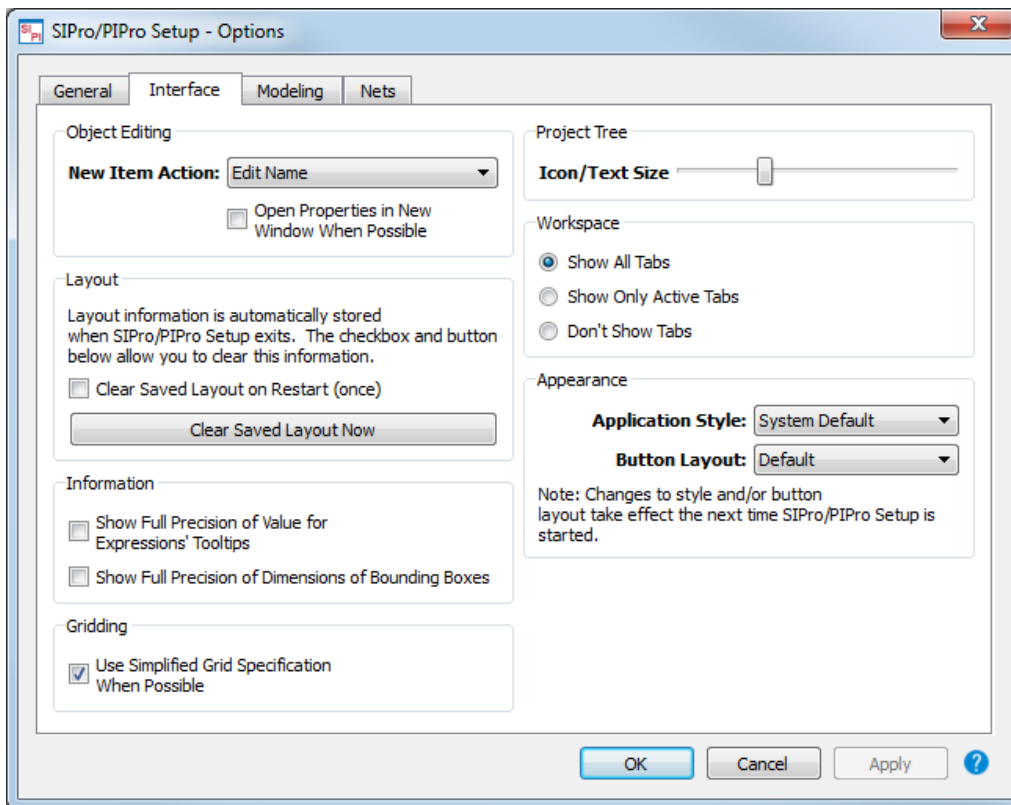 SI PI SIPro/PIPro Setup - Options
General Interface Modeling Nets
Object Editing
New Item Action: Edit Name
Open Properties in New
Window When Possible
Layout
Layout information is automatically stored
when SIPro/PIPro Setup exits. The checkbox and button
below allow you to clear this information.
Clear Saved Layout on Restart (once)
Clear Saved Layout Now
Information
Show Full Precision of Value for
Expressions' Tooltips
Show Full Precision of Dimensions of Bounding Boxes
Gridding
Use Simplified Grid Specification
When Possible
Project Tree
Icon/Text Size
Workspace
Show All Tabs
Show Only Active Tabs
Don't Show Tabs
Appearance
Application Style: System Default
Button Layout: Default
Note: Changes to style and/or button
layout take effect the next time SIPro/PIPro Setup is
started.
OK Cancel Apply ?